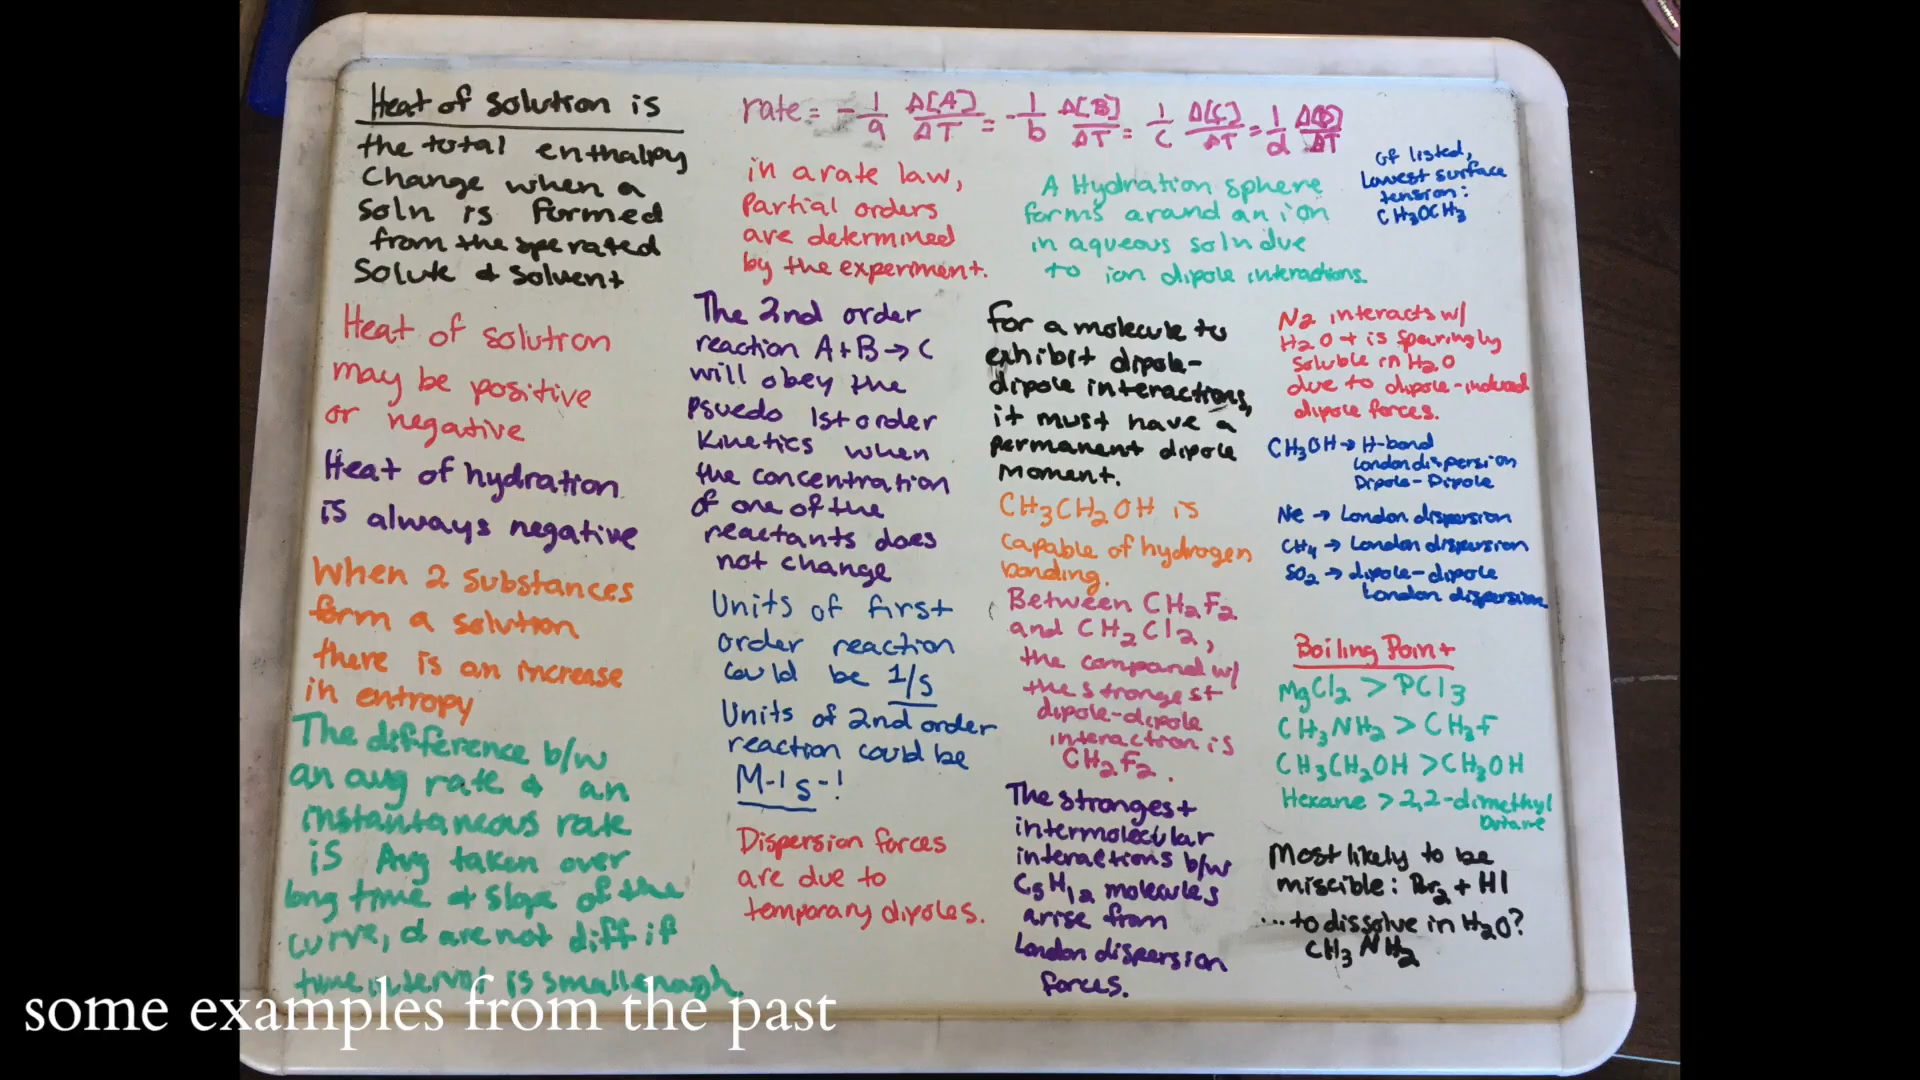 Heat of solution is
the total enthalpy
change when a
soln is formed
from the sperated
solute & solvent
Heat of solution
may be positive
or negative
Heat of hydration
is always negative
When 2 substances
form a solution
there is an increase
in entropy
The difference b/w
an avg rate & an
instantaneous rate
is Avg taken over
long time & slope of the
curve, & are not diff if
time interval is small enough.
rate = - 1/a Δ[A]/ΔT = - 1/b Δ[B]/ΔT = 1/c Δ[C]/ΔT = 1/d Δ[D]/ΔT
in a rate law,
Partial orders
are determined
by the experiment.
The 2nd order
reaction A+B → C
will obey the
psuedo 1st order
kinetics when
the concentration
of one of the
reactants does
not change
Units of first
order reaction
could be 1/s
Units of 2nd order
reaction could be
M-1 s-1
Dispersion forces
are due to
temporary dipoles.
A Hydration sphere
forms around an ion
in aqueous soln due
to ion dipole interactions.
for a molecule to
exhibit dipole-
dipole interactions,
it must have a
permanent dipole
moment.
CH3CH2OH is
capable of hydrogen
bonding.
Between CH2F2
and CH2Cl2,
the compand w/
the strongest
dipole-dipole
interaction is
CH2F2.
The strongest
intermolecular
interactions b/w
C5H12 molecules
arise from
London dispersion
forces.
Of listed,
Lowest surface
tension:
CH3OCH3
N2 interacts w/
H2O + is sparingly
soluble in H2O
due to dipole-induced
dipole forces.
CH3OH → H-bond
London dispersion
Dipole-Dipole
Ne → London dispersion
CH4 → London dispersion
SO2 → dipole-dipole
London dispersion
Boiling Point
MgCl2 > PCl3
CH3NH2 > CH3F
CH3CH2OH > CH3OH
Hexane > 2,2-dimethyl
butane
Most likely to be
miscible: Br2 + HI
...to dissolve in H2O?
CH3NH2
some examples from the past